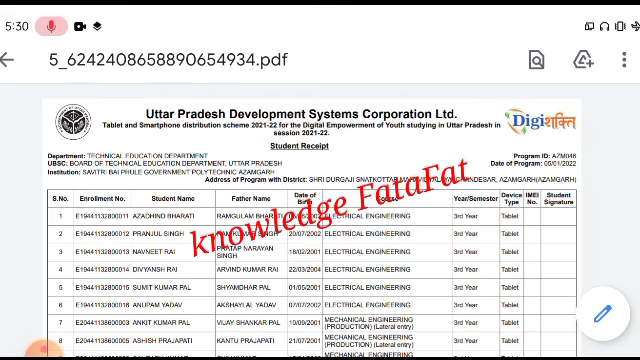 5:30
5_6242408658890654934.pdf
Uttar Pradesh Development Systems Corporation Ltd.
Tablet and Smartphone distribution scheme 2021-22 for the Digital Empowerment of Youth studying in Uttar Pradesh in
session 2021-22.
Digiशक्ति
Student Receipt
Department: TECHNICAL EDUCATION DEPARTMENT Program ID: AZM046
UBSC: BOARD OF TECHNICAL EDUCATION DEPARTMENT, UTTAR PRADESH Date of Program: 05/01/2022
Institution: SAVITRI BAI PHULE GOVERNMENT POLYTECHNIC AZAMGARH
Address of Program with District: SHRI DURGAJI SNATKOTTAR CHANDESAR, AZAMGARH(AZAMGARH)
knowledge FataFat
S.No. Enrollment No. Student Name Father Name Date of Birth Course Year/Semester Device Type IMEI No. Student Signature
1 E19441132800011 AZADHIND BHARATI RAMGULAM BHARATI 2002 ELECTRICAL ENGINEERING 3rd Year Tablet
2 E19441132800009 PRANJUL SINGH SINGH 20/07/2002 ELECTRICAL ENGINEERING 3rd Year Tablet
3 E19441132800012 NAVNEET RAI PRATAP NARAYAN SINGH 18/02/2001 ELECTRICAL ENGINEERING 3rd Year Tablet
4 E19441132800014 DIVYANSH RAI ARVIND KUMAR RAI 22/03/2004 ELECTRICAL ENGINEERING 3rd Year Tablet
5 E19441132800015 SUMIT KUMAR PAL SHYAMDHAR PAL 01/05/2001 ELECTRICAL ENGINEERING 3rd Year Tablet
6 E19441132800016 ANUPAM YADAV AKSHAYLAL YADAV 07/07/2002 ELECTRICAL ENGINEERING 3rd Year Tablet
7 E20441138600003 ANKIT KUMAR PAL VIJAY SHANKAR PAL 10/09/2001 MECHANICAL ENGINEERING (PRODUCTION) (Lateral entry) 3rd Year Tablet
8 ASHISH PRAJAPATI KANTU PRAJAPATI 21/07/2001 MECHANICAL ENGINEERING (PRODUCTION) (Lateral entry) 3rd Year Tablet